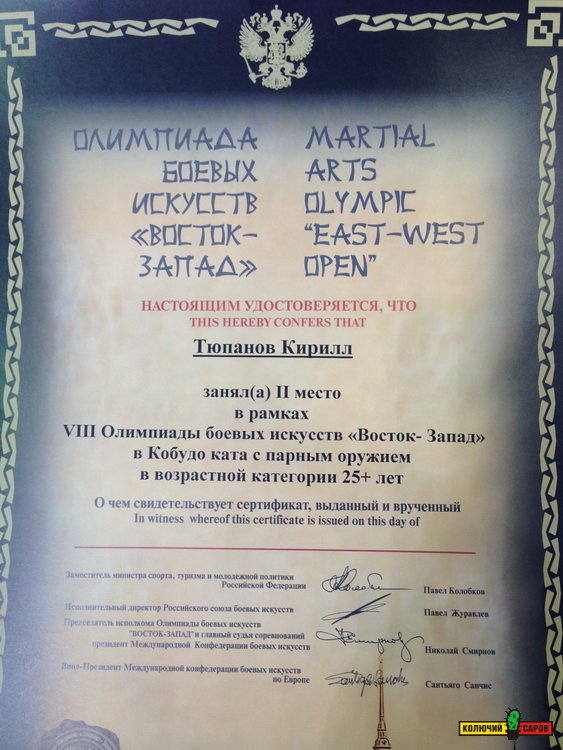 ОЛИМПИАДА
БОЕВЫХ
ИСКУССТВ
«ВОСТОК-
ЗАПАД»
MARTIAL
ARTS
OLYMPIC
“EAST-WEST
OPEN”
НАСТОЯЩИМ УДОСТОВЕРЯЕТСЯ, ЧТО
THIS HEREBY CONFERS THAT
Тюпанов Кирилл
занял(а) II место
в рамках
VIII Олимпиады боевых искусств «Восток- Запад»
в Кобудо ката с парным оружием
в возрастной категории 25+ лет
О чем свидетельствует сертификат, выданный и врученный
In witness whereof this certificate is issued on this day of
Заместитель министра спорта, туризма и молодежной политики
Российской Федерации
Павел Колобков
Исполнительный директор Российского союза боевых искусств
Павел Журавлев
Председатель исполкома Олимпиады боевых искусств
"ВОСТОК-ЗАПАД" и главный судья соревнований
президент Международной Конфедерации боевых искусств
Николай Смирнов
Вице-Президент Международной конфедерации боевых искусств
по Европе
Сантьяго Санчис
КОЛЮЧИЙ САРОВ